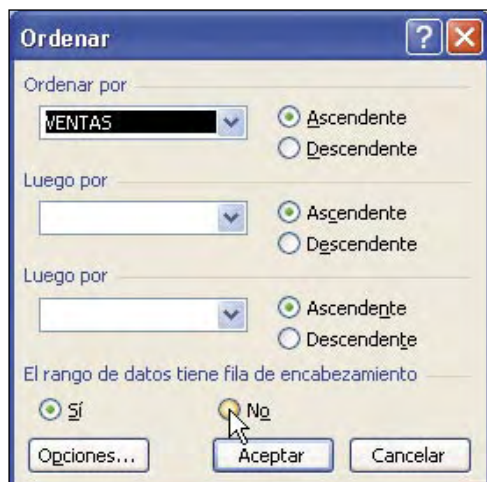 Ordenar
Ordenar por
VENTAS
Ascendente
Descendente
Luego por
Ascendente
Descendente
Luego por
Ascendente
Descendente
El rango de datos tiene fila de encabezamiento
Sí No
Opciones... Aceptar Cancelar